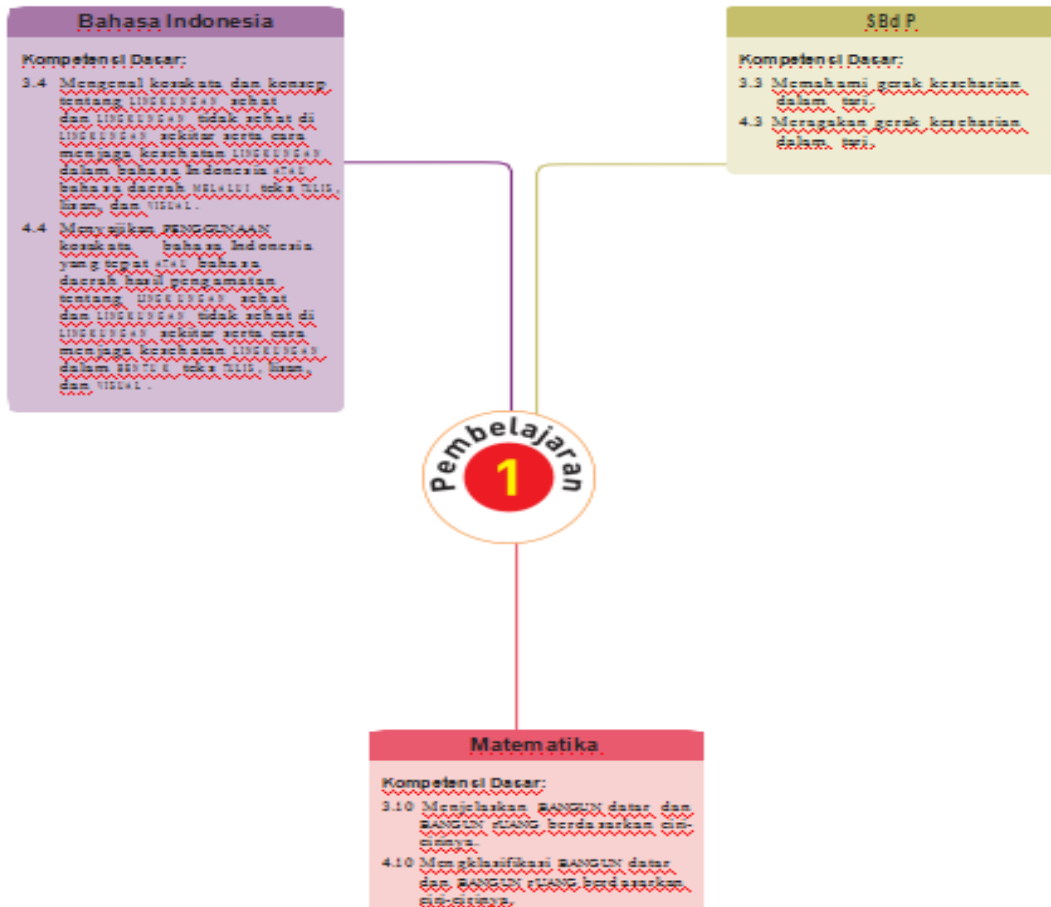 Bahasa Indonesia
Kompetensi Dasar:
3.4 Mengenal kosakata dan konsep
tentang LINGKUNGAN sehat
dan LINGKUNGAN tidak sehat di
LINGKUNGAN sekitar serta cara
menjaga kesehatan LINGKUNGAN
dalam bahasa Indonesia ATAU
bahasa daerah MELALUI teks TULIS,
lisan, dan VISUAL.
4.4 Menyajikan PENGGUNAAN
kosakata bahasa Indonesia
yang tepat ATAU bahasa
daerah hasil pengamatan
tentang LINGKUNGAN sehat
dan LINGKUNGAN tidak sehat di
LINGKUNGAN sekitar serta cara
menjaga kesehatan LINGKUNGAN
dalam BENTUK teks TULIS, lisan,
dan VISUAL.
SBdP
Kompetensi Dasar:
3.3 Memahami gerak keseharian
dalam tari.
4.3 Meragakan gerak keseharian
dalam tari.
Pembelajaran
1
Matematika
Kompetensi Dasar:
3.10 Menjelaskan BANGUN datar dan
BANGUN rUANG berdasarkan ciri-
cirinya.
4.10 Mengklasifikasi BANGUN datar
dan BANGUN rUANG berdasarkan
ciri-cirinya.